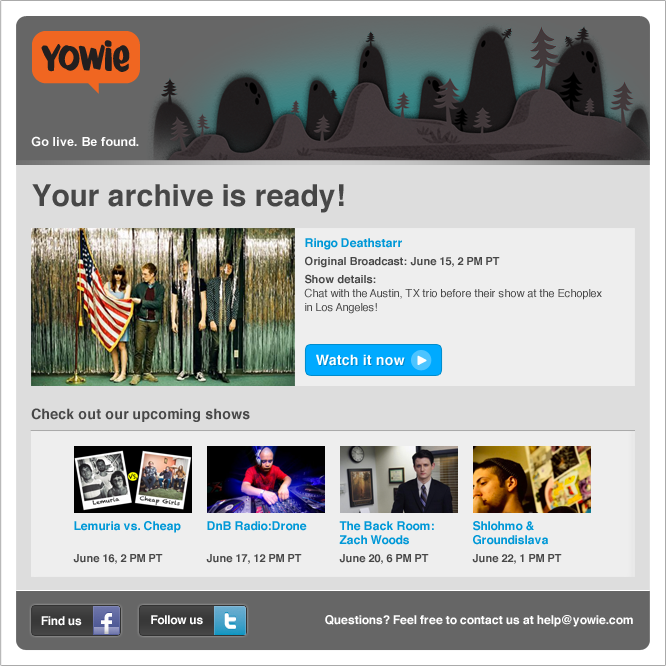 YOWIE
Go live. Be found.
Your archive is ready!
Ringo Deathstarr
Original Broadcast: June 15, 2 PM PT
Show details:
Chat with the Austin, TX trio before their show at the Echoplex
in Los Angeles!
Watch it now
Check out our upcoming shows
VS
Lemuria
Cheap Girls
Lemuria vs. Cheap
June 16, 2 PM PT
DnB Radio:Drone
June 17, 12 PM PT
The Back Room:
Zach Woods
June 20, 6 PM PT
Shlohmo &
Groundislava
June 22, 1 PM PT
Find us
f
Follow us
t
Questions? Feel free to contact us at help@yowie.com